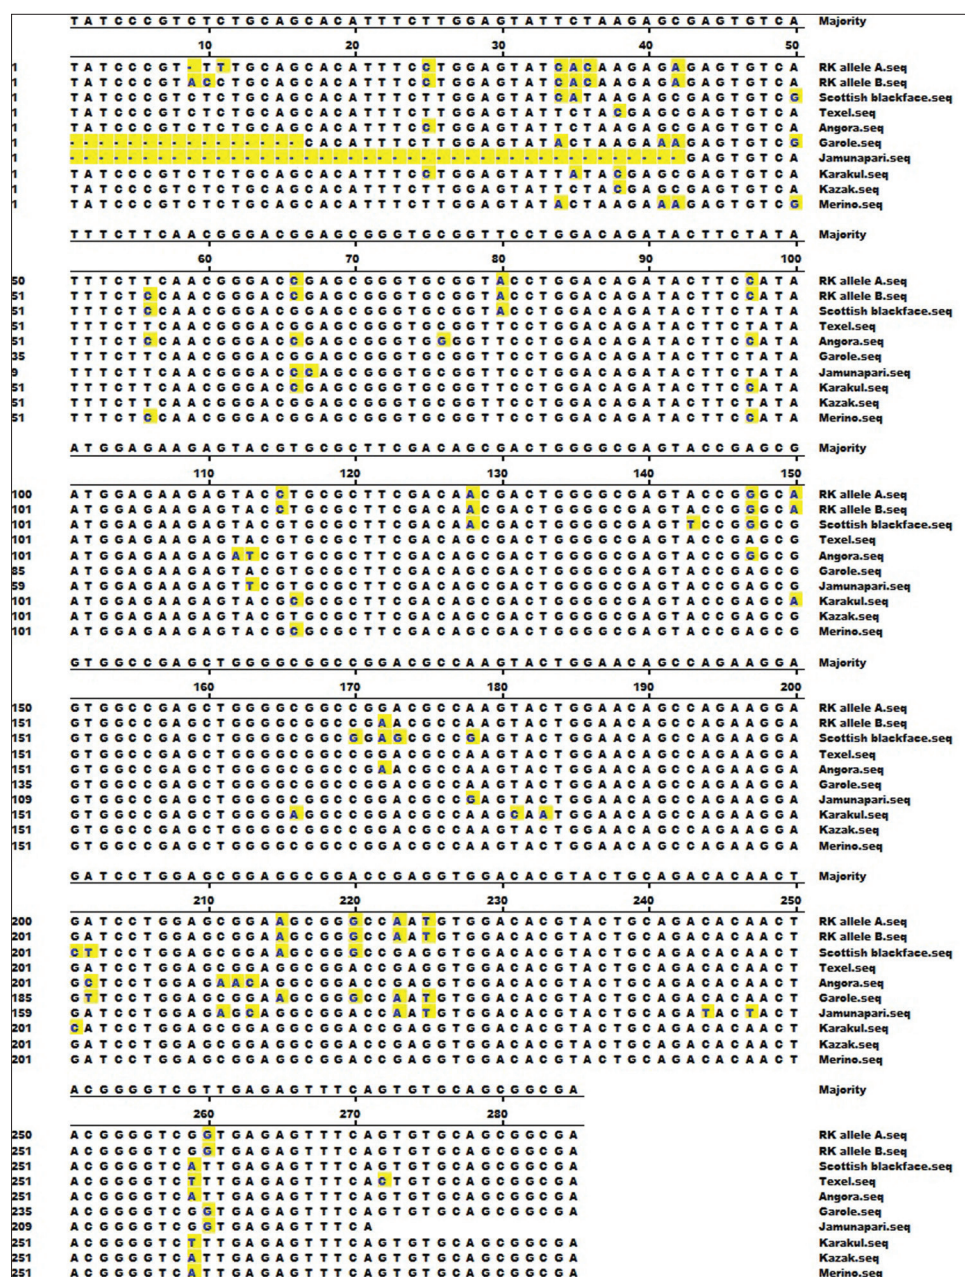 TATCCCGTCTCTGCAGCACATTTCTTGGAGTATTCTAAGAGCGAGTGTCA Majority
10 20 30 40 50
1 TATCCCGT-TTTGCAGCACATTTCCTGGAGTATCACAAGAGAGAGTGTCA RK allele A.seq
1 TATCCCGTACCTGCAGCACATTTCCTGGAGTATCACAAGAGAGAGTGTCA RK allele B.seq
1 TATCCCGTCTCTGCAGCACATTTCTTGGAGTATCATAAGAGCGAGTGTCG Scottish blackface.seq
1 TATCCCGTCTCTGCAGCACATTTCTTGGAGTATTCTACGAGCGAGTGTCA Texel.seq
1 TATCCCGTCTCTGCAGCACATTTCCTGGAGTATTCTAAGAGCGAGTGTCA Angora.seq
1 ----------------CACATTTCTTGGAGTATACTAAGAAAGAGTGTCG Garole.seq
1 ------------------------------------------GAGTGTCA Jamunapari.seq
1 TATCCCGTCTCTGCAGCACATTTCCTGGAGTATTATACGAGCGAGTGTCA Karakul.seq
1 TATCCCGTCTCTGCAGCACATTTCTTGGAGTATTCTACGAGCGAGTGTCA Kazak.seq
1 TATCCCGTCTCTGCAGCACATTTCTTGGAGTATACTAAGAAAGAGTGTCG Merino.seq
TTTCTTCAACGGGACGGAGCGGGTGCGGTTCCTGGACAGATACTTCTATA Majority
60 70 80 90 100
50 TTTCTTCAACGGGACCGAGCGGGTGCGGTACCTGGACAGATACTTCCATA RK allele A.seq
51 TTTCTCCAACGGGACCGAGCGGGTGCGGTACCTGGACAGATACTTCCATA RK allele B.seq
51 TTTCTCCAACGGGACGGAGCGGGTGCGGTACCTGGACAGATACTTCTATA Scottish blackface.seq
51 TTTCTTCAACGGGACGGAGCGGGTGCGGTTCCTGGACAGATACTTCTATA Texel.seq
51 TTTCTCCAACGGGACCGAGCGGGTGGGGTTCCTGGACAGATACTTCCATA Angora.seq
35 TTTCTTCAACGGGACGGAGCGGGTGCGGTTCCTGGACAGATACTTCTATA Garole.seq
9 TTTCTTCAACGGGACCCAGCGGGTGCGGTTCCTGGACAGATACTTCTATA Jamunapari.seq
51 TTTCTTCAACGGGACCGAGCGGGTGCGGTTCCTGGACAGATACTTCCATA Karakul.seq
51 TTTCTTCAACGGGACGGAGCGGGTGCGGTTCCTGGACAGATACTTCTATA Kazak.seq
51 TTTCTCCAACGGGACGGAGCGGGTGCGGTTCCTGGACAGATACTTCCATA Merino.seq
ATGGAGAAGAGTACGTGCGCTTCGACAGCGACTGGGGCGAGTACCGAGCG Majority
110 120 130 140 150
100 ATGGAGAAGAGTACCTGCGCTTCGACAACGACTGGGGCGAGTACCGGGCA RK allele A.seq
101 ATGGAGAAGAGTACCTGCGCTTCGACAACGACTGGGGCGAGTACCGGGCA RK allele B.seq
101 ATGGAGAAGAGTACGTGCGCTTCGACAACGACTGGGGCGAGTTCCGGGCG Scottish blackface.seq
101 ATGGAGAAGAGTACGTGCGCTTCGACAGCGACTGGGGCGAGTACCGAGCG Texel.seq
101 ATGGAGAAGAGATCGTGCGCTTCGACAGCGACTGGGGCGAGTACCGGGCG Angora.seq
85 ATGGAGAAGAGTACGTGCGCTTCGACAGCGACTGGGGCGAGTACCGAGCG Garole.seq
59 ATGGAGAAGAGTTCGTGCGCTTCGACAGCGACTGGGGCGAGTACCGAGCG Jamunapari.seq
101 ATGGAGAAGAGTACGCGCGCTTCGACAGCGACTGGGGCGAGTACCGAGCA Karakul.seq
101 ATGGAGAAGAGTACGTGCGCTTCGACAGCGACTGGGGCGAGTACCGAGCG Kazak.seq
101 ATGGAGAAGAGTACGCGCGCTTCGACAGCGACTGGGGCGAGTACCGAGCG Merino.seq
GTGGCCGAGCTGGGGCGGCCGGACGCCAAGTACTGGAACAGCCAGAAGGA Majority
160 170 180 190 200
150 GTGGCCGAGCTGGGGCGGCCGGACGCCAAGTACTGGAACAGCCAGAAGGA RK allele A.seq
151 GTGGCCGAGCTGGGGCGGCCGAACGCCAAGTACTGGAACAGCCAGAAGGA RK allele B.seq
151 GTGGCCGAGCTGGGGCGGCGGAGCGCCGAGTACTGGAACAGCCAGAAGGA Scottish blackface.seq
151 GTGGCCGAGCTGGGGCGGCCGGACGCCAAGTACTGGAACAGCCAGAAGGA Texel.seq
151 GTGGCCGAGCTGGGGCGGCCGAACGCCAAGTACTGGAACAGCCAGAAGGA Angora.seq
135 GTGGCCGAGCTGGGGCGGCCGGACGCCAAGTACTGGAACAGCCAGAAGGA Garole.seq
109 GTGGCCGAGCTGGGGCGGCCGGACGCCGAGTACTGGAACAGCCAGAAGGA Jamunapari.seq
151 GTGGCCGAGCTGGGGAGGCCGGACGCCAAGCAATGGAACAGCCAGAAGGA Karakul.seq
151 GTGGCCGAGCTGGGGCGGCCGGACGCCAAGTACTGGAACAGCCAGAAGGA Kazak.seq
151 GTGGCCGAGCTGGGGCGGCCGGACGCCAAGTACTGGAACAGCCAGAAGGA Merino.seq
GATCCTGGAGCGGAGGCGGACCGAGGTGGACACGTACTGCAGACACAACT Majority
210 220 230 240 250
200 GATCCTGGAGCGGAAGCGGGCCAATGTGGACACGTACTGCAGACACAACT RK allele A.seq
201 GATCCTGGAGCGGAAGCGGGCCAATGTGGACACGTACTGCAGACACAACT RK allele B.seq
201 CTTCCTGGAGCGGAAGCGGGCCGAGGTGGACACGTACTGCAGACACAACT Scottish blackface.seq
201 GATCCTGGAGCGGAGGCGGACCGAGGTGGACACGTACTGCAGACACAACT Texel.seq
201 GCTCCTGGAGAACAGGCGGACCGAGGTGGACACGTACTGCAGACACAACT Angora.seq
185 GTTCCTGGAGCGGAAGCGGGCCAATGTGGACACGTACTGCAGACACAACT Garole.seq
159 GATCCTGGAGAGCAGGCGGACCAATGTGGACACGTACTGCAGATACTACT Jamunapari.seq
201 CATCCTGGAGCGGAGGCGGACCGAGGTGGACACGTACTGCAGACACAACT Karakul.seq
201 GATCCTGGAGCGGAGGCGGACCGAGGTGGACACGTACTGCAGACACAACT Kazak.seq
201 GATCCTGGAGCGGAGGCGGACCGAGGTGGACACGTACTGCAGACACAACT Merino.seq
ACGGGGTCGTTGAGAGTTTCAGTGTGCAGCGGCGA Majority
260 270 280
250 ACGGGGTCGGTGAGAGTTTCAGTGTGCAGCGGCGA RK allele A.seq
251 ACGGGGTCGGTGAGAGTTTCAGTGTGCAGCGGCGA RK allele B.seq
251 ACGGGGTCATTGAGAGTTTCAGTGTGCAGCGGCGA Scottish blackface.seq
251 ACGGGGTCTTTGAGAGTTTCACTGTGCAGCGGCGA Texel.seq
251 ACGGGGTCATTGAGAGTTTCAGTGTGCAGCGGCGA Angora.seq
235 ACGGGGTCGGTGAGAGTTTCAGTGTGCAGCGGCGA Garole.seq
209 ACGGGGTCGGTGAGAGTTTCA Jamunapari.seq
251 ACGGGGTCTTTGAGAGTTTCAGTGTGCAGCGGCGA Karakul.seq
251 ACGGGGTCATTGAGAGTTTCAGTGTGCAGCGGCGA Kazak.seq
251 ACGGGGTCATTGAGAGTTTCAGTGTGCAGCGGCGA Merino.seq